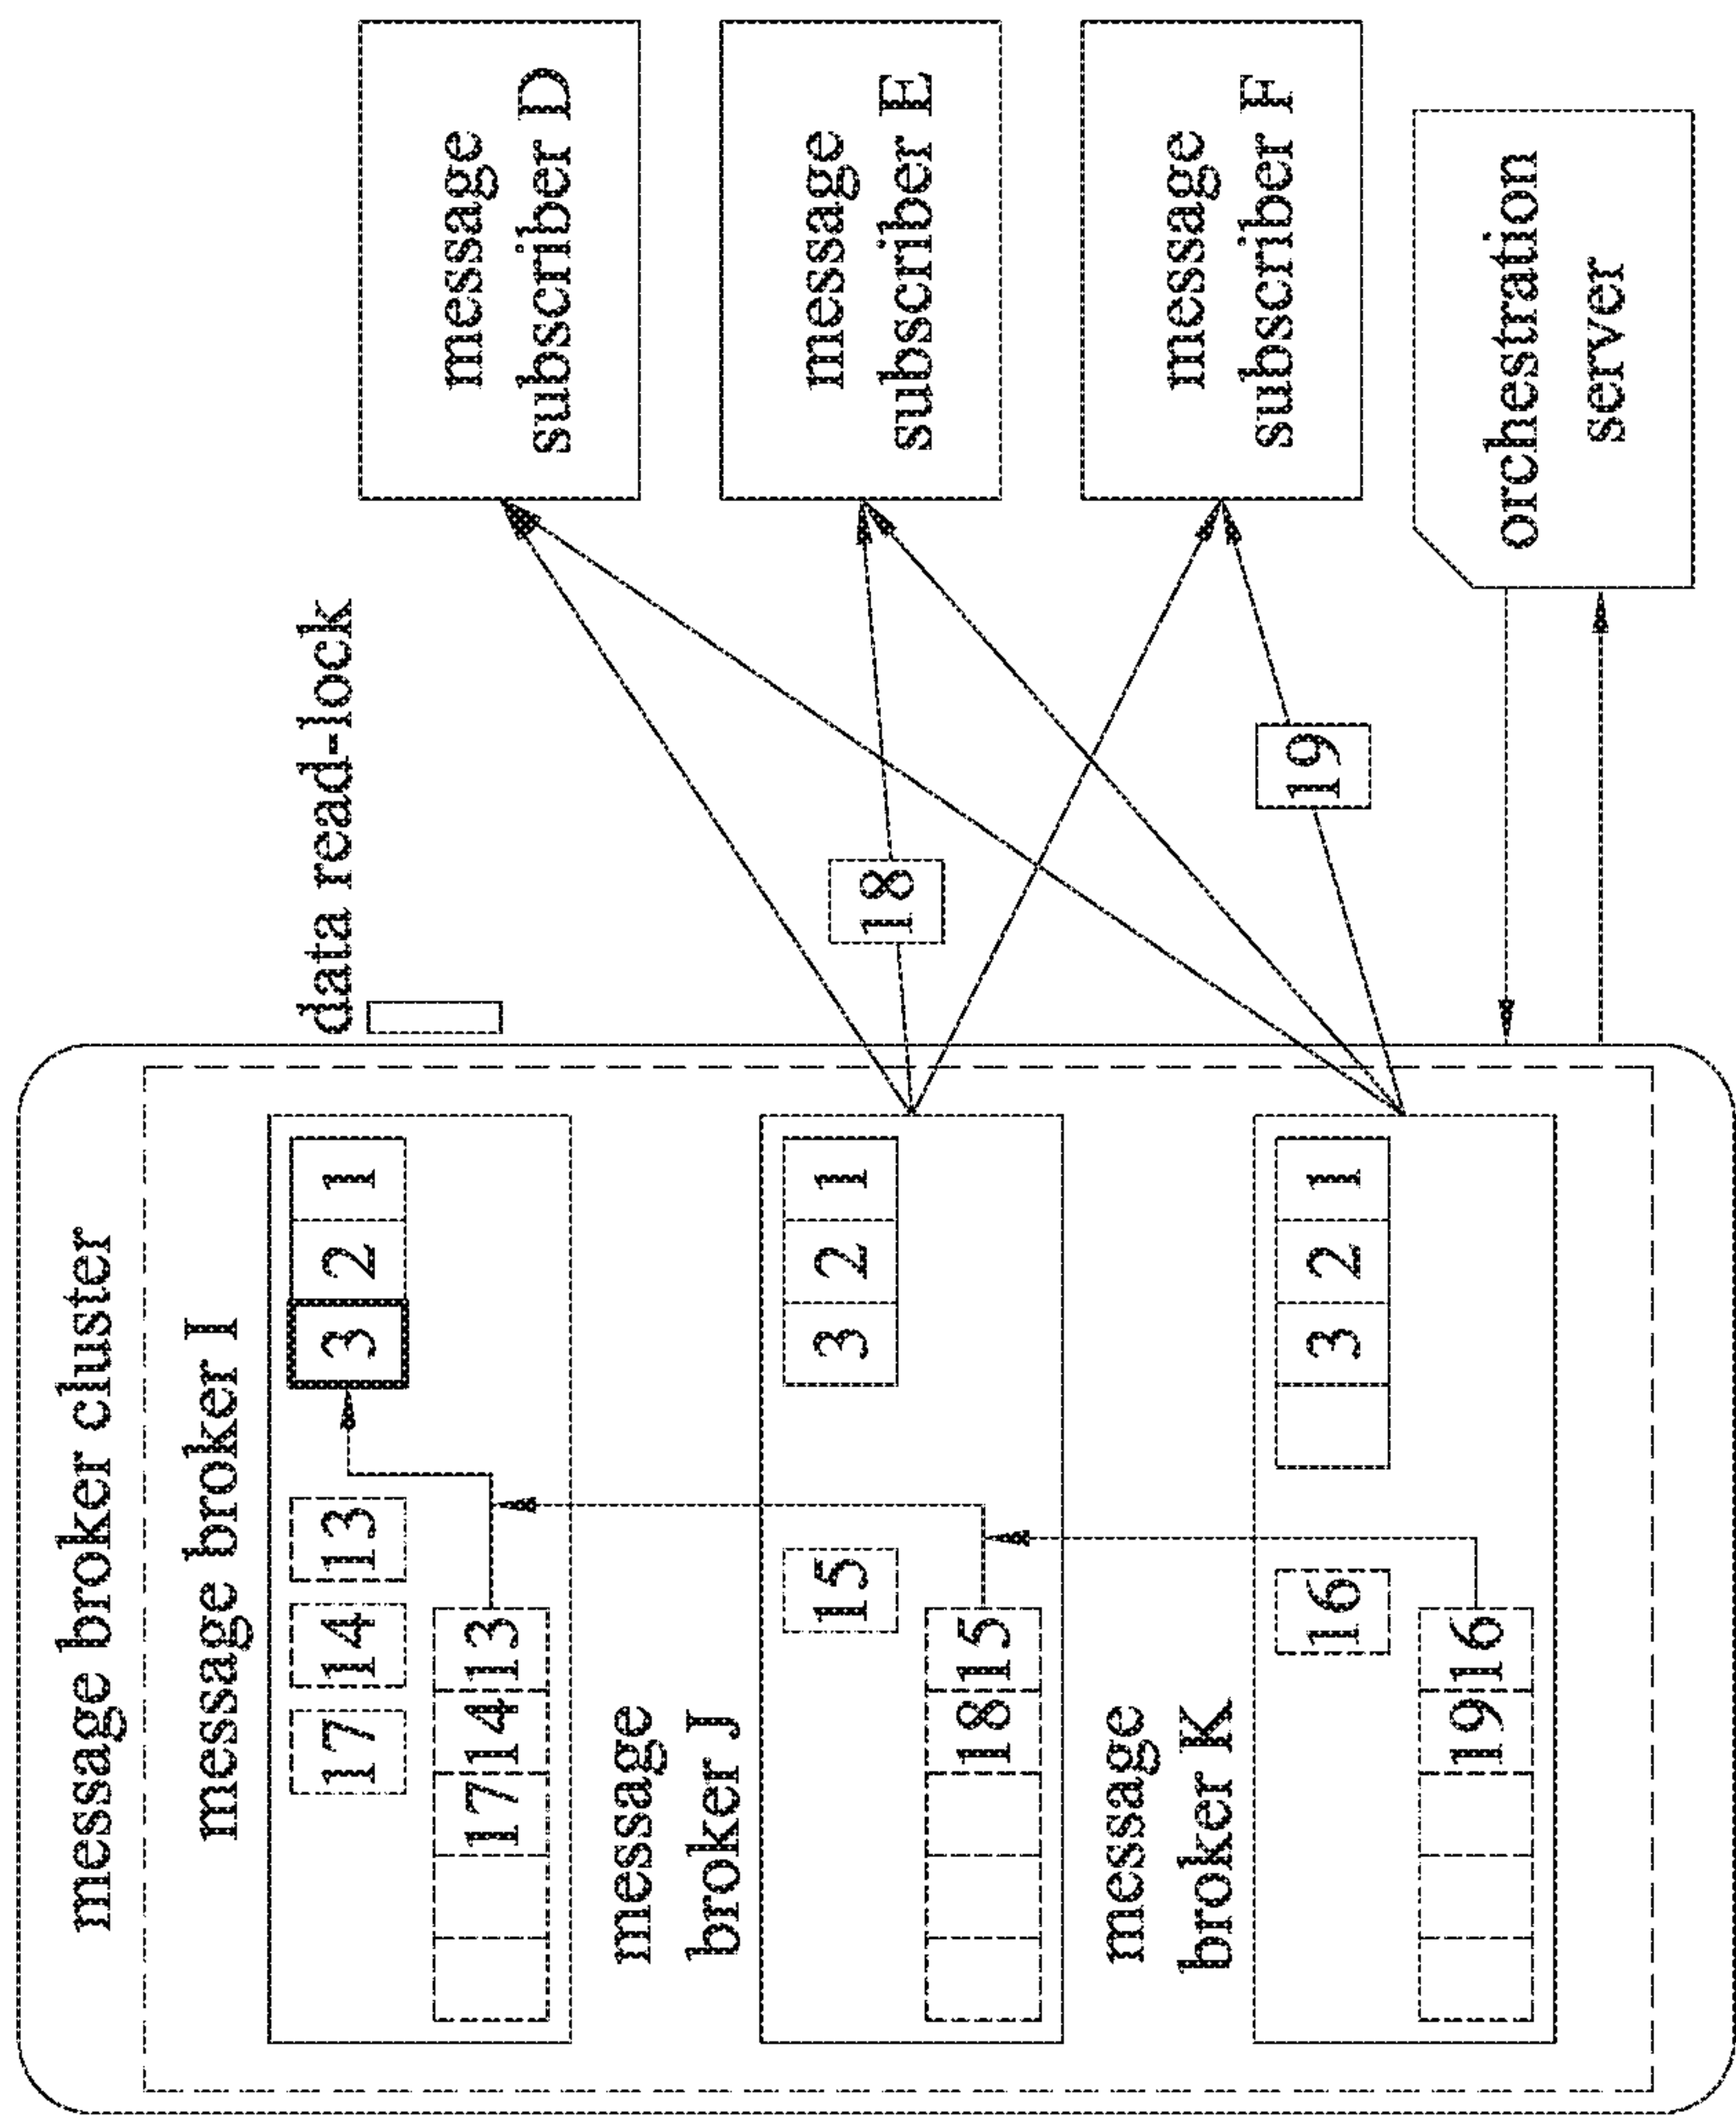 message broker cluster
message broker I
data read-lock
17 14 13 3 2 1
17 14 13
message
subscriber D
message
broker J
15 3 2 1
18 15
18
message
subscriber E
message
broker K
16 3 2 1
19 16
19
message
subscriber F
orchestration
server